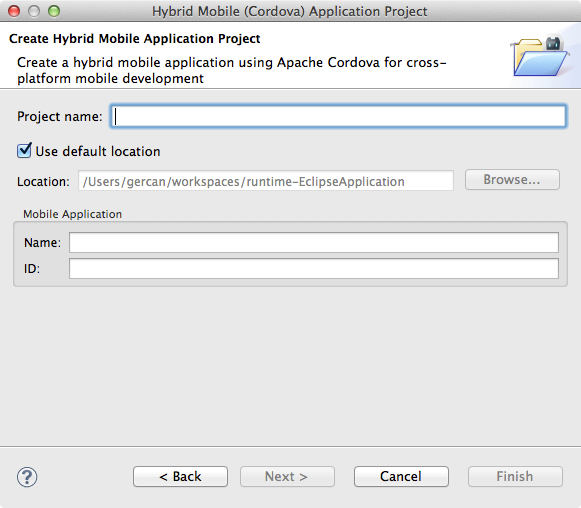 Hybrid Mobile (Cordova) Application Project
Create Hybrid Mobile Application Project
Create a hybrid mobile application using Apache Cordova for cross-
platform mobile development
Project name:
Use default location
Location: /Users/gercan/workspaces/runtime-EclipseApplication Browse...
Mobile Application
Name:
ID:
? < Back Next > Cancel Finish